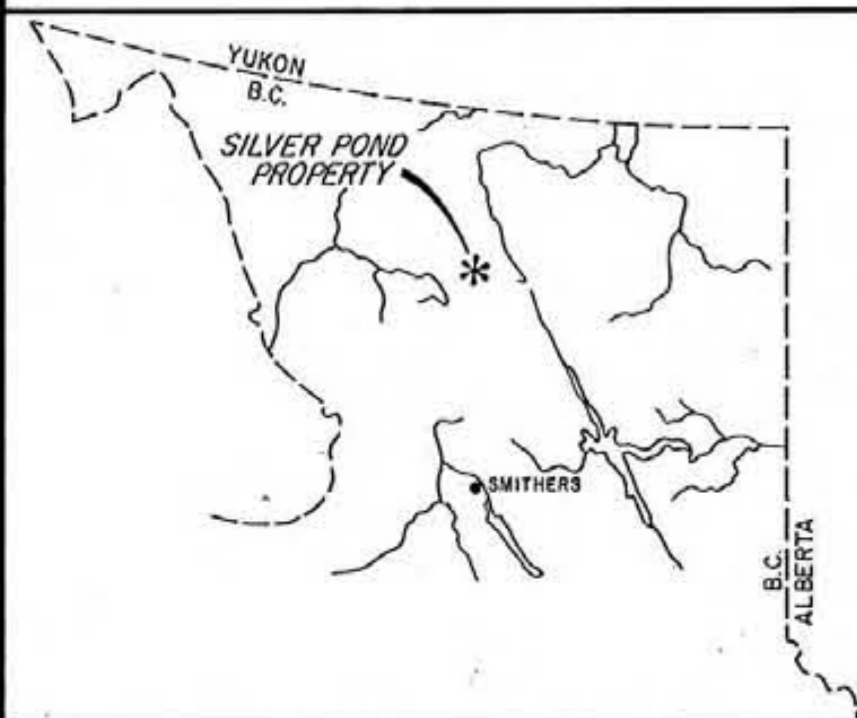 YUKON
B.C.
SILVER POND
PROPERTY
SMITHERS
B.C.
ALBERTA